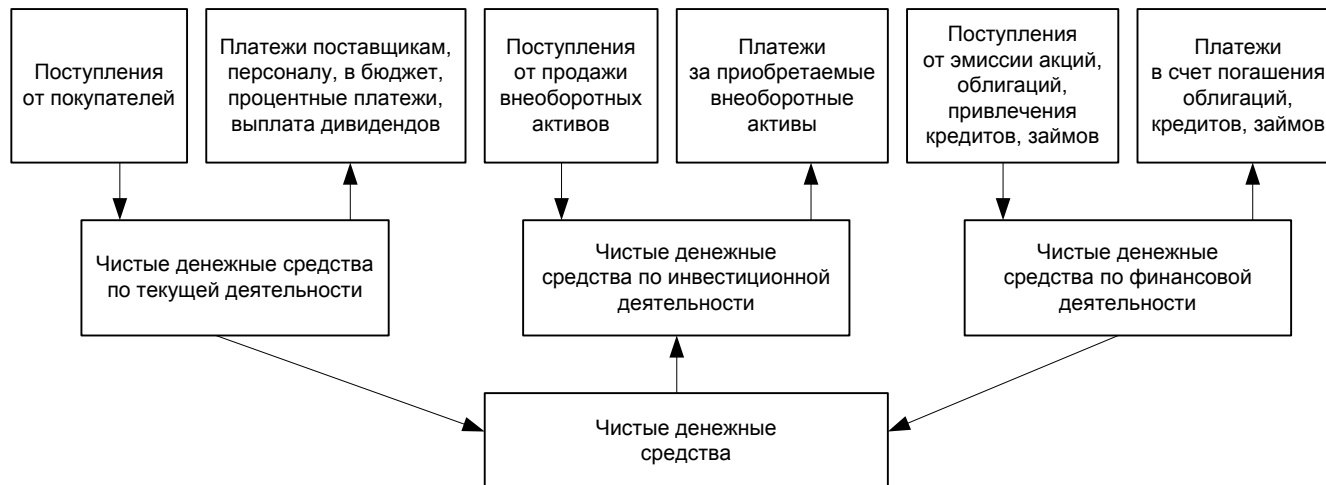 Поступления
от покупателей
Платежи поставщикам,
персоналу, в бюджет,
процентные платежи,
выплата дивидендов
Поступления
от продажи
внеоборотных
активов
Платежи
за приобретаемые
внеоборотные
активы
Поступления
от эмиссии акций,
облигаций,
привлечения
кредитов, займов
Платежи
в счет погашения
облигаций,
кредитов, займов
Чистые денежные средства
по текущей деятельности
Чистые денежные
средства по инвестиционной
деятельности
Чистые денежные
средства по финансовой
деятельности
Чистые денежные
средства